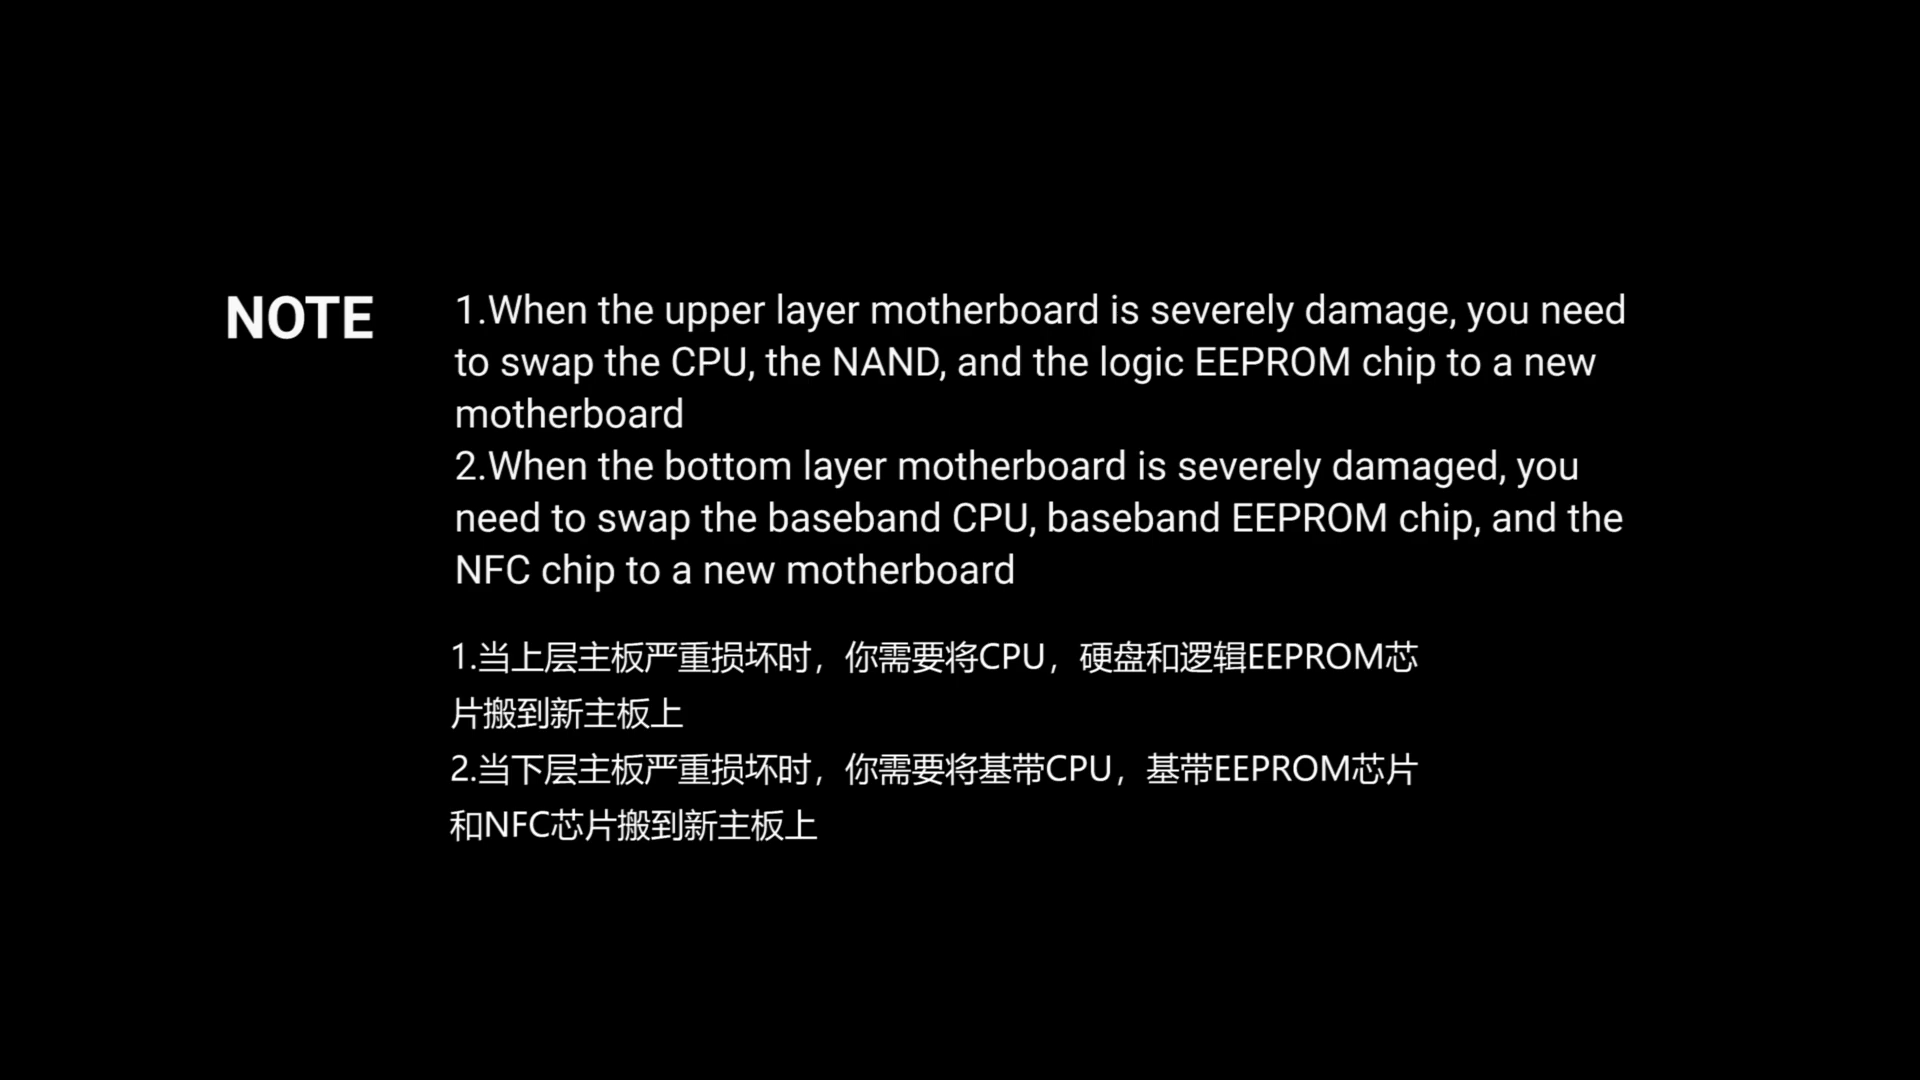 NOTE
1.When the upper layer motherboard is severely damage, you need
to swap the CPU, the NAND, and the logic EEPROM chip to a new
motherboard
2.When the bottom layer motherboard is severely damaged, you
need to swap the baseband CPU, baseband EEPROM chip, and the
NFC chip to a new motherboard
1.当上层主板严重损坏时，你需要将CPU，硬盘和逻辑EEPROM芯
片搬到新主板上
2.当下层主板严重损坏时，你需要将基带CPU，基带EEPROM芯片
和NFC芯片搬到新主板上